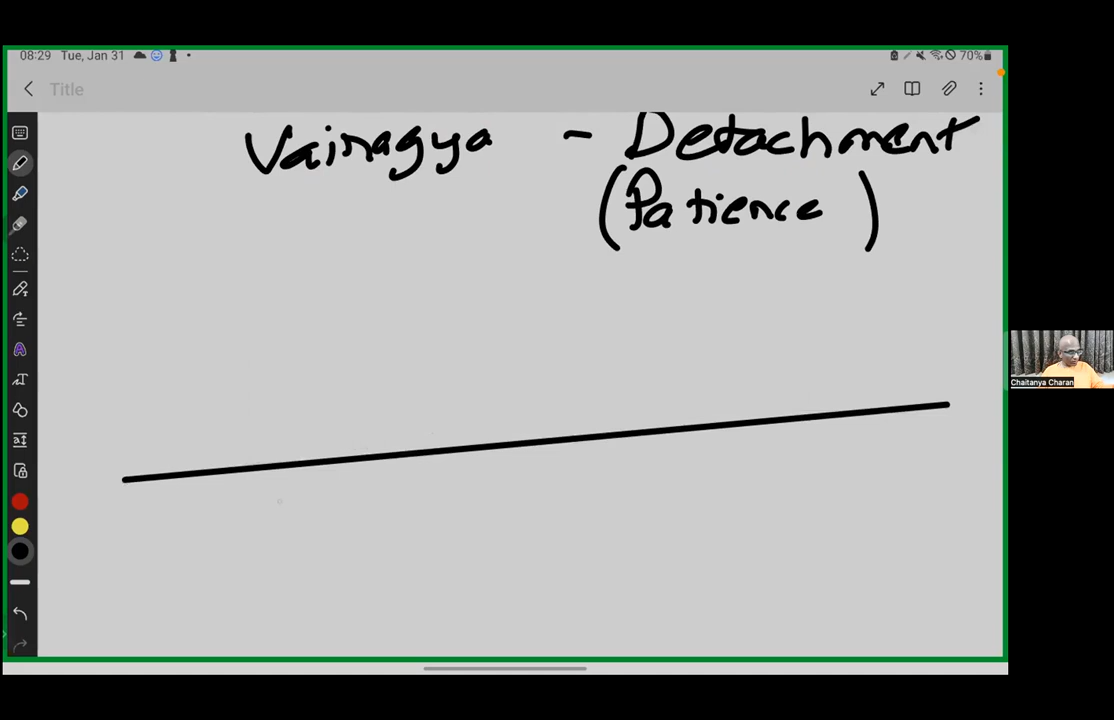 08:29 Tue, Jan 31 70%
Title
Vairagya - Detachment
(Patience)
Chaitanya Charan